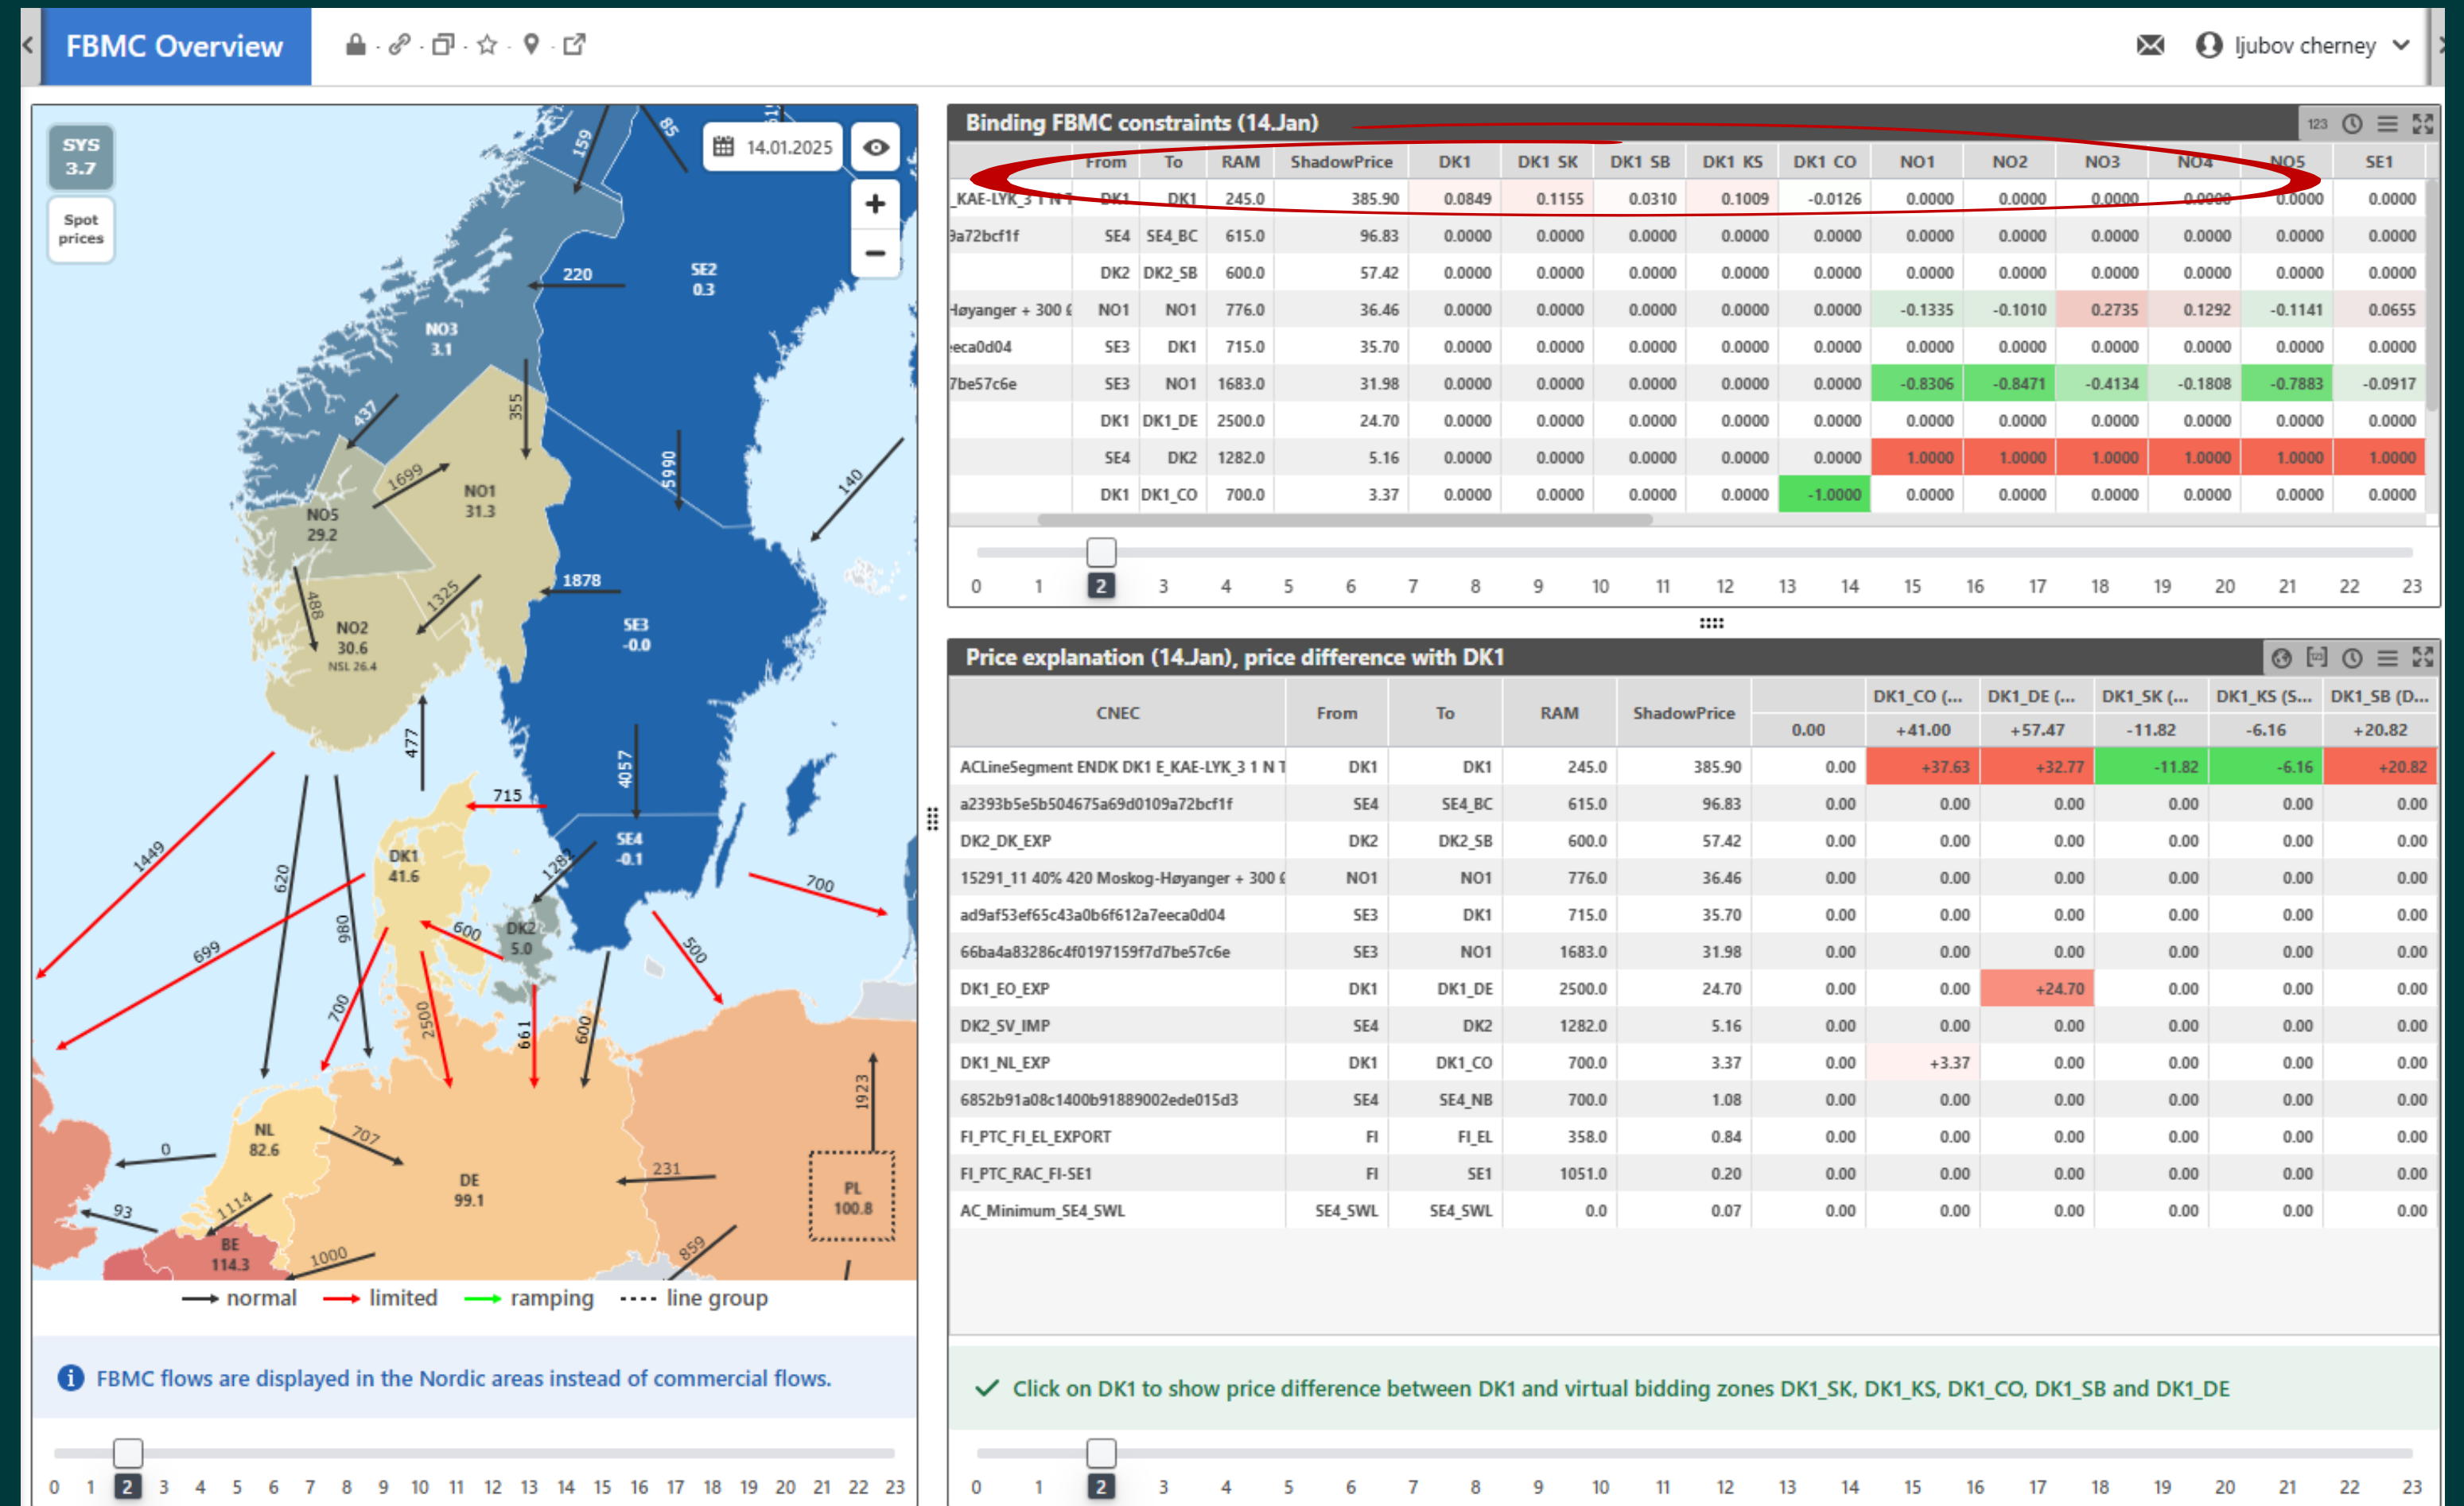 FBMC Overview
ljubov cherney
SYS
3.7
Spot
prices
14.01.2025
159
85
220
SE2
0.3
NO3
3.1
437
355
1699
NO1
31.3
5990
140
NO5
29.2
1878
488
1325
NO2
30.6
NSL 26.4
SE3
-0.0
477
4057
715
SE4
-0.1
1449
620
980
DK1
41.6
1282
700
699
600
DK2
5.0
500
700
2500
661
600
1923
NL
82.6
707
0
DE
99.1
231
PL
100.8
93
1114
BE
114.3
1000
859
normal limited ramping line group
FBMC flows are displayed in the Nordic areas instead of commercial flows.
0 1 2 3 4 5 6 7 8 9 10 11 12 13 14 15 16 17 18 19 20 21 22 23
Binding FBMC constraints (14.Jan)
123
From To RAM ShadowPrice DK1 DK1 SK DK1 SB DK1 KS DK1 CO NO1 NO2 NO3 NO4 NO5 SE1
_KAE-LYK_3 1 N T DK1 DK1 245.0 385.90 0.0849 0.1155 0.0310 0.1009 -0.0126 0.0000 0.0000 0.0000 0.0000 0.0000 0.0000
9a72bcf1f SE4 SE4_BC 615.0 96.83 0.0000 0.0000 0.0000 0.0000 0.0000 0.0000 0.0000 0.0000 0.0000 0.0000 0.0000
DK2 DK2_SB 600.0 57.42 0.0000 0.0000 0.0000 0.0000 0.0000 0.0000 0.0000 0.0000 0.0000 0.0000 0.0000
Høyanger + 300 NO1 NO1 776.0 36.46 0.0000 0.0000 0.0000 0.0000 0.0000 -0.1335 -0.1010 0.2735 0.1292 -0.1141 0.0655
eeca0d04 SE3 DK1 715.0 35.70 0.0000 0.0000 0.0000 0.0000 0.0000 0.0000 0.0000 0.0000 0.0000 0.0000 0.0000
7be57c6e SE3 NO1 1683.0 31.98 0.0000 0.0000 0.0000 0.0000 0.0000 -0.8306 -0.8471 -0.4134 -0.1808 -0.7883 -0.0917
DK1 DK1_DE 2500.0 24.70 0.0000 0.0000 0.0000 0.0000 0.0000 0.0000 0.0000 0.0000 0.0000 0.0000 0.0000
SE4 DK2 1282.0 5.16 0.0000 0.0000 0.0000 0.0000 0.0000 1.0000 1.0000 1.0000 1.0000 1.0000 1.0000
DK1 DK1_CO 700.0 3.37 0.0000 0.0000 0.0000 0.0000 -1.0000 0.0000 0.0000 0.0000 0.0000 0.0000 0.0000
0 1 2 3 4 5 6 7 8 9 10 11 12 13 14 15 16 17 18 19 20 21 22 23
Price explanation (14.Jan), price difference with DK1
CNEC From To RAM ShadowPrice DK1_CO (... DK1_DE (... DK1_SK (... DK1_KS (S... DK1_SB (D...
0.00 +41.00 +57.47 -11.82 -6.16 +20.82
ACLineSegment ENDK DK1 E_KAE-LYK_3 1 N T DK1 DK1 245.0 385.90 0.00 +37.63 +32.77 -11.82 -6.16 +20.82
a2393b5e5b504675a69d0109a72bcf1f SE4 SE4_BC 615.0 96.83 0.00 0.00 0.00 0.00 0.00 0.00
DK2_DK_EXP DK2 DK2_SB 600.0 57.42 0.00 0.00 0.00 0.00 0.00 0.00
15291_11 40% 420 Moskog-Høyanger + 300 NO1 NO1 776.0 36.46 0.00 0.00 0.00 0.00 0.00 0.00
ad9af53ef65c43a0b6f612a7eeca0d04 SE3 DK1 715.0 35.70 0.00 0.00 0.00 0.00 0.00 0.00
66ba4a83286c4f0197159f7d7be57c6e SE3 NO1 1683.0 31.98 0.00 0.00 0.00 0.00 0.00 0.00
DK1_EO_EXP DK1 DK1_DE 2500.0 24.70 0.00 0.00 +24.70 0.00 0.00 0.00
DK2_SV_IMP SE4 DK2 1282.0 5.16 0.00 0.00 0.00 0.00 0.00 0.00
DK1_NL_EXP DK1 DK1_CO 700.0 3.37 0.00 +3.37 0.00 0.00 0.00 0.00
6852b91a08c1400b91889002ede015d3 SE4 SE4_NB 700.0 1.08 0.00 0.00 0.00 0.00 0.00 0.00
FI_PTC_FI_EL_EXPORT FI FI_EL 358.0 0.84 0.00 0.00 0.00 0.00 0.00 0.00
FI_PTC_RAC_FI-SE1 FI SE1 1051.0 0.20 0.00 0.00 0.00 0.00 0.00 0.00
AC_Minimum_SE4_SWL SE4_SWL SE4_SWL 0.0 0.07 0.00 0.00 0.00 0.00 0.00 0.00
Click on DK1 to show price difference between DK1 and virtual bidding zones DK1_SK, DK1_KS, DK1_CO, DK1_SB and DK1_DE
0 1 2 3 4 5 6 7 8 9 10 11 12 13 14 15 16 17 18 19 20 21 22 23